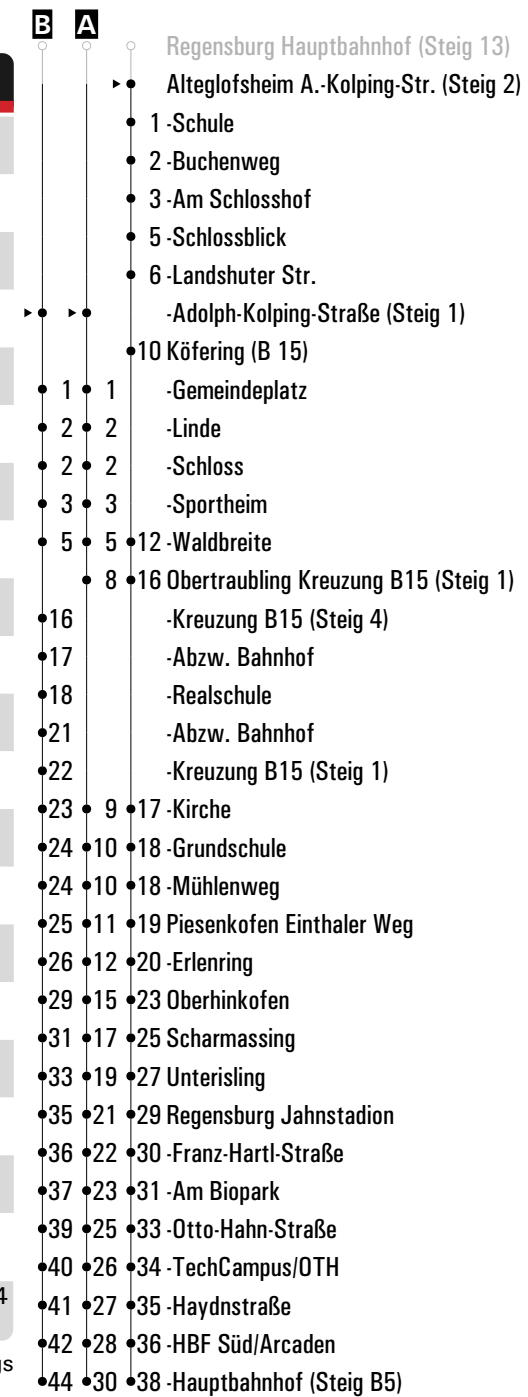 B A
Regensburg Hauptbahnhof (Steig 13)
Alteglofsheim A.-Kolping-Str. (Steig 2)
1 -Schule
2 -Buchenweg
3 -Am Schlosshof
5 -Schlossblick
6 -Landshuter Str.
-Adolph-Kolping-Straße (Steig 1)
10 Köfering (B 15)
1 1 -Gemeindeplatz
2 2 -Linde
2 2 -Schloss
3 3 -Sportheim
5 5 12 -Waldbreite
8 16 Obertraubling Kreuzung B15 (Steig 1)
16 -Kreuzung B15 (Steig 4)
17 -Abzw. Bahnhof
18 -Realschule
21 -Abzw. Bahnhof
22 -Kreuzung B15 (Steig 1)
23 9 17 -Kirche
24 10 18 -Grundschule
24 10 18 -Mühlenweg
25 11 19 Piesenkofen Einthaler Weg
26 12 20 -Erlenring
29 15 23 Oberhinkofen
31 17 25 Scharmassing
33 19 27 Unterisling
35 21 29 Regensburg Jahnstadion
36 22 30 -Franz-Hartl-Straße
37 23 31 -Am Biopark
39 25 33 -Otto-Hahn-Straße
40 26 34 -TechCampus/OTH
4 41 27 35 -Haydnstraße
42 28 36 -HBF Süd/Arcaden
44 30 38 -Hauptbahnhof (Steig B5)